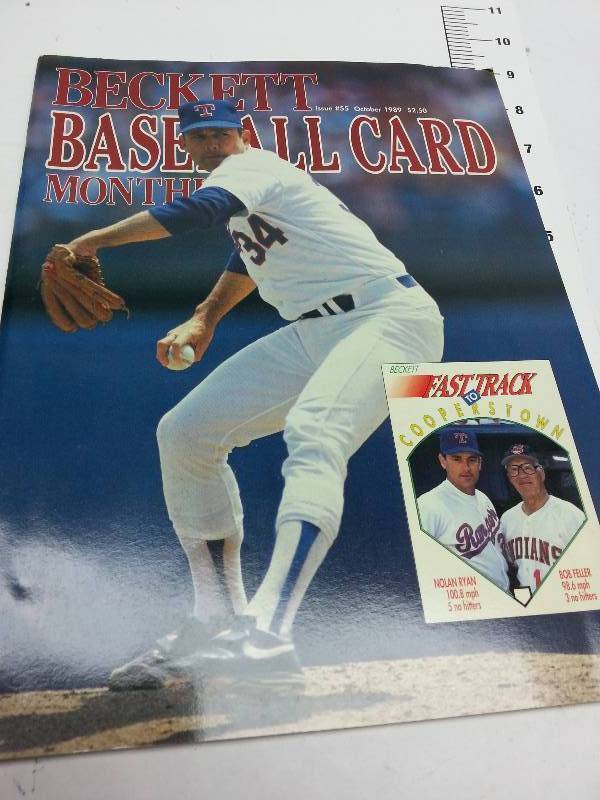 11
10
9
8
7
6
5
BECKETT
Issue #55 October 1989 $2.50
BASEBALL CARD
MONTHL
T
34
BECKETT
FAST TRACK
TO
COOPERSTOWN
T
Rangers
INDIANS
1
NOLAN RYAN
100.8 mph
5 no hitters
BOB FELLER
98.6 mph
3 no hitters